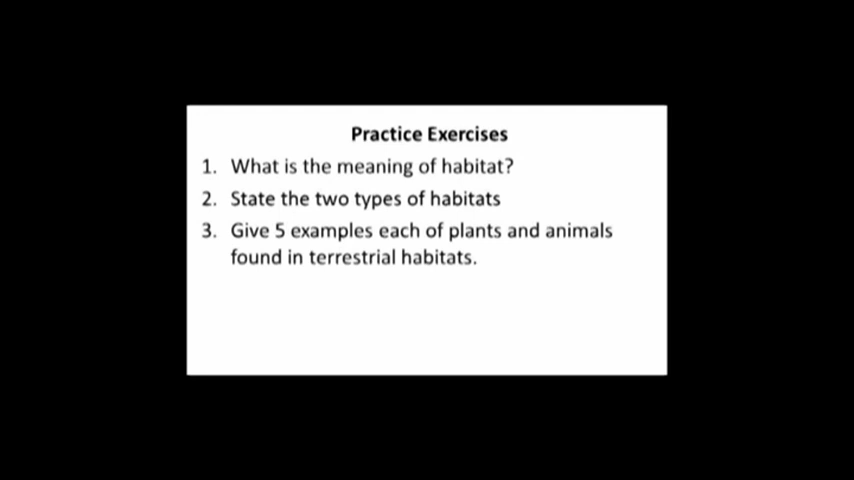 Practice Exercises
1. What is the meaning of habitat?
2. State the two types of habitats
3. Give 5 examples each of plants and animals
found in terrestrial habitats.